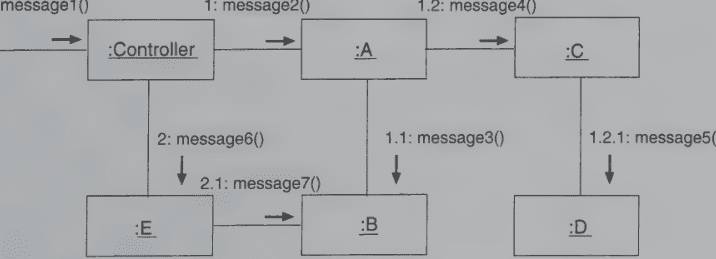 message1()
1: message2()
1.2: message4()
:Controller
:A
:C
2: message6()
1.1: message3()
1.2.1: message5(
2.1: message7()
:E
:B
:D